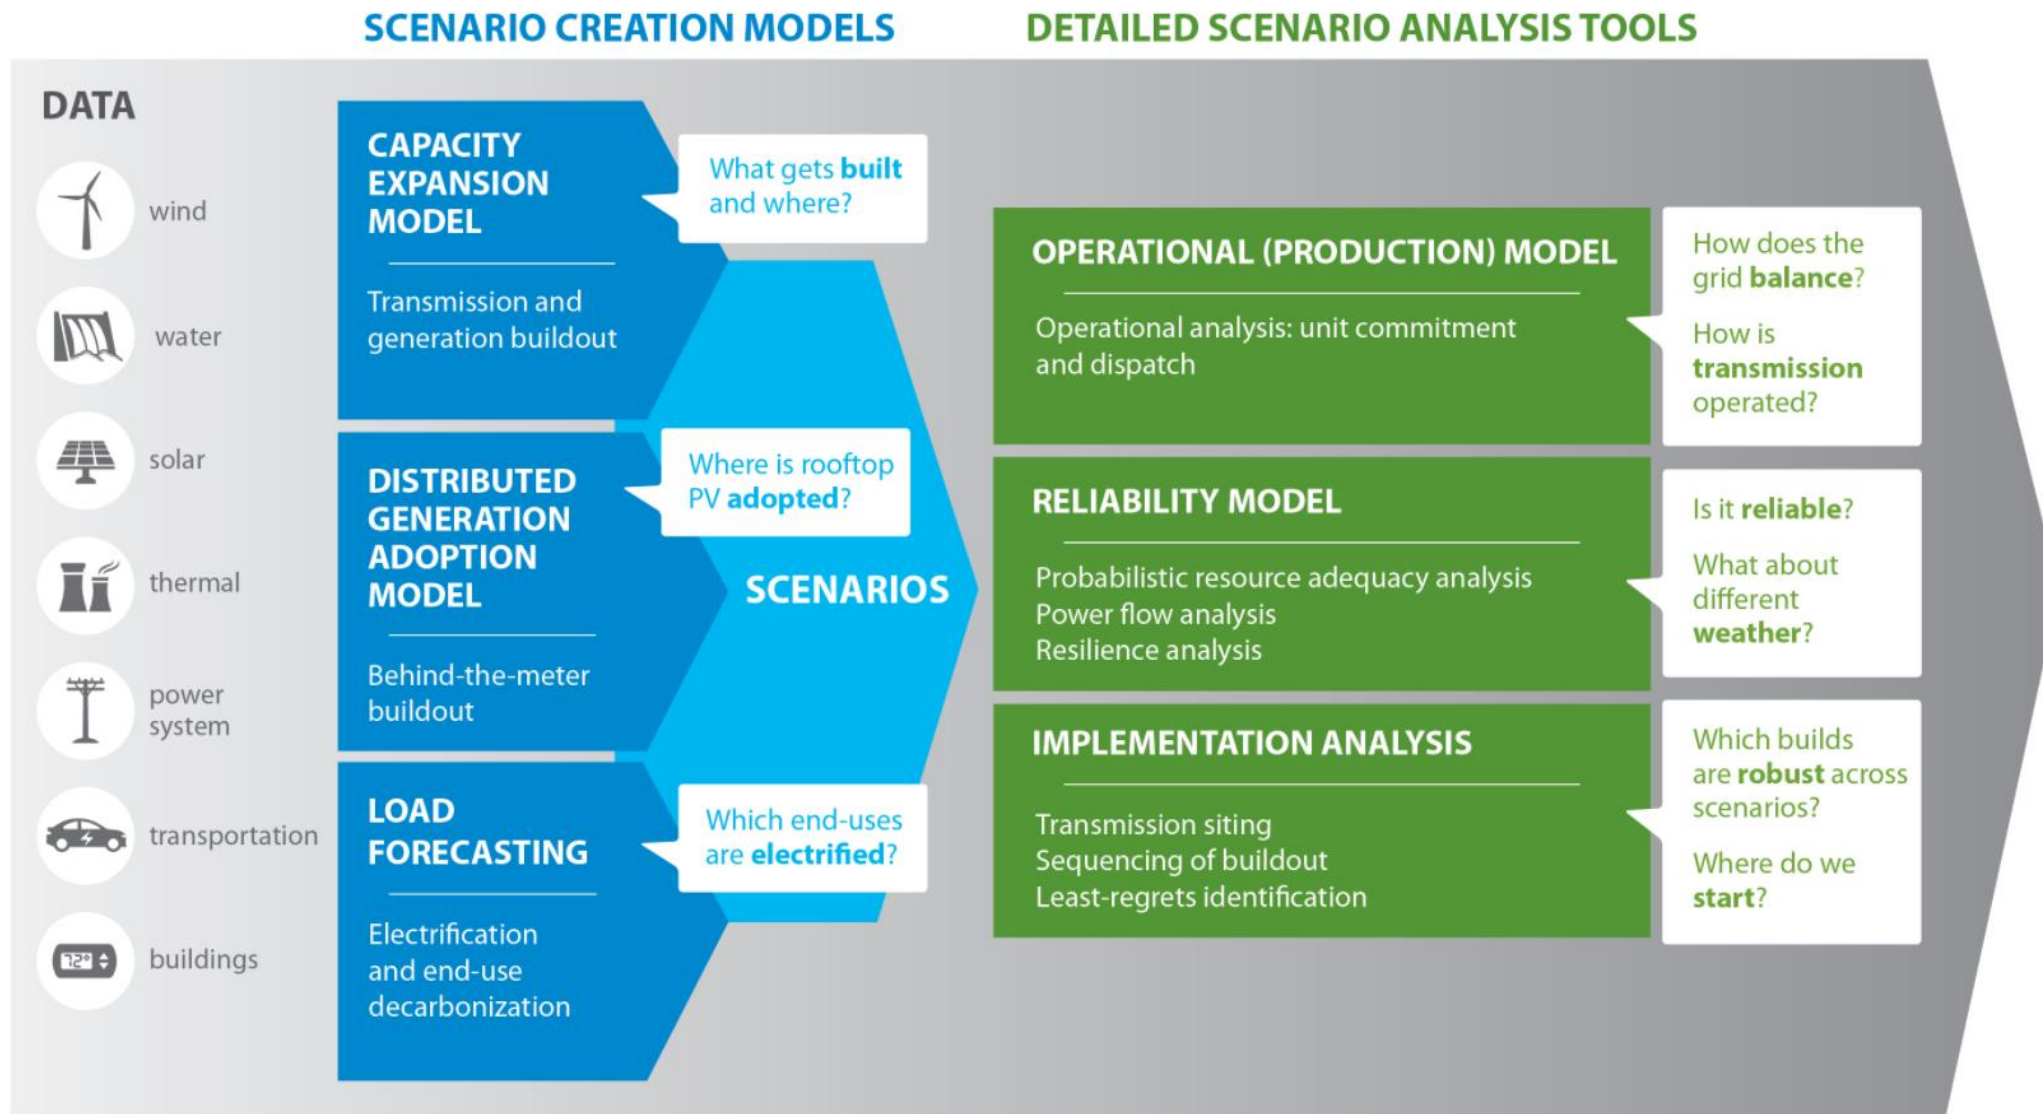 SCENARIO CREATION MODELS
DETAILED SCENARIO ANALYSIS TOOLS
DATA
wind
water
solar
thermal
power
system
transportation
72°
buildings
CAPACITY
EXPANSION
MODEL
Transmission and
generation buildout
What gets built
and where?
DISTRIBUTED
GENERATION
ADOPTION
MODEL
Behind-the-meter
buildout
Where is rooftop
PV adopted?
LOAD
FORECASTING
Electrification
and end-use
decarbonization
Which end-uses
are electrified?
SCENARIOS
OPERATIONAL (PRODUCTION) MODEL
Operational analysis: unit commitment
and dispatch
How does the
grid balance?
How is
transmission
operated?
RELIABILITY MODEL
Probabilistic resource adequacy analysis
Power flow analysis
Resilience analysis
Is it reliable?
What about
different
weather?
IMPLEMENTATION ANALYSIS
Transmission siting
Sequencing of buildout
Least-regrets identification
Which builds
are robust across
scenarios?
Where do we
start?